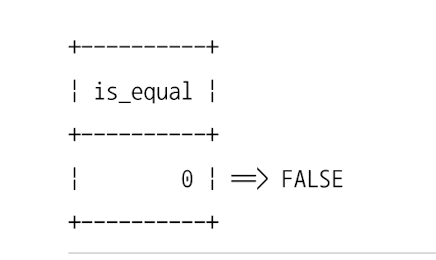 +----------+
| is_equal |
+----------+
|        0 | => FALSE
+----------+